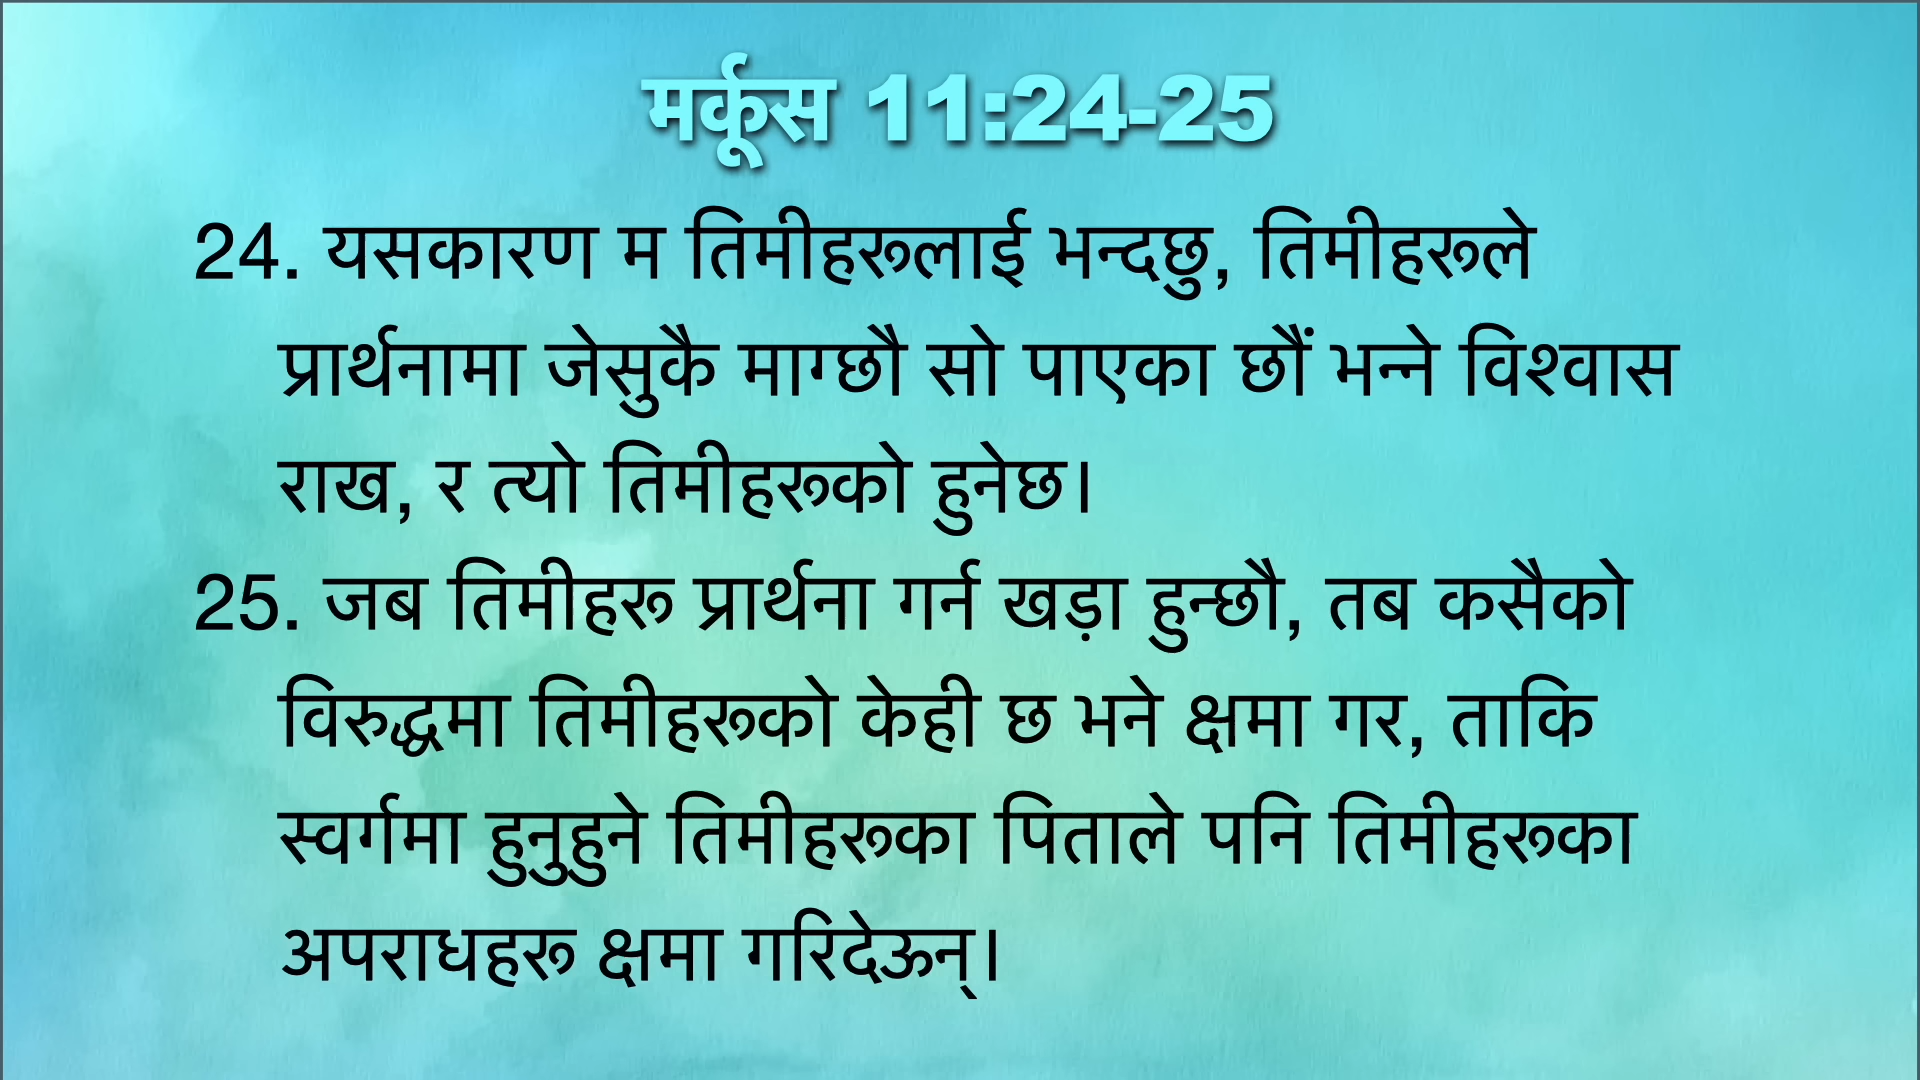 मर्कूस 11:24-25
24. यसकारण म तिमीहरूलाई भन्दछु, तिमीहरूले
प्रार्थनामा जेसुकै माग्छौ सो पाएका छौं भन्ने विश्वास
राख, र त्यो तिमीहरूको हुनेछ।
25. जब तिमीहरू प्रार्थना गर्न खड़ा हुन्छौ, तब कसैको
विरुद्धमा तिमीहरूको केही छ भने क्षमा गर, ताकि
स्वर्गमा हुनुहुने तिमीहरूका पिताले पनि तिमीहरूका
अपराधहरू क्षमा गरिदेऊन्।